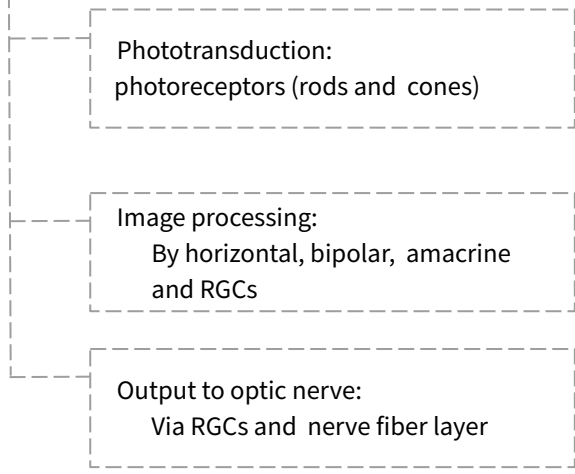 Phototransduction:
photoreceptors (rods and cones)
Image processing:
By horizontal, bipolar, amacrine
and RGCs
Output to optic nerve:
Via RGCs and nerve fiber layer